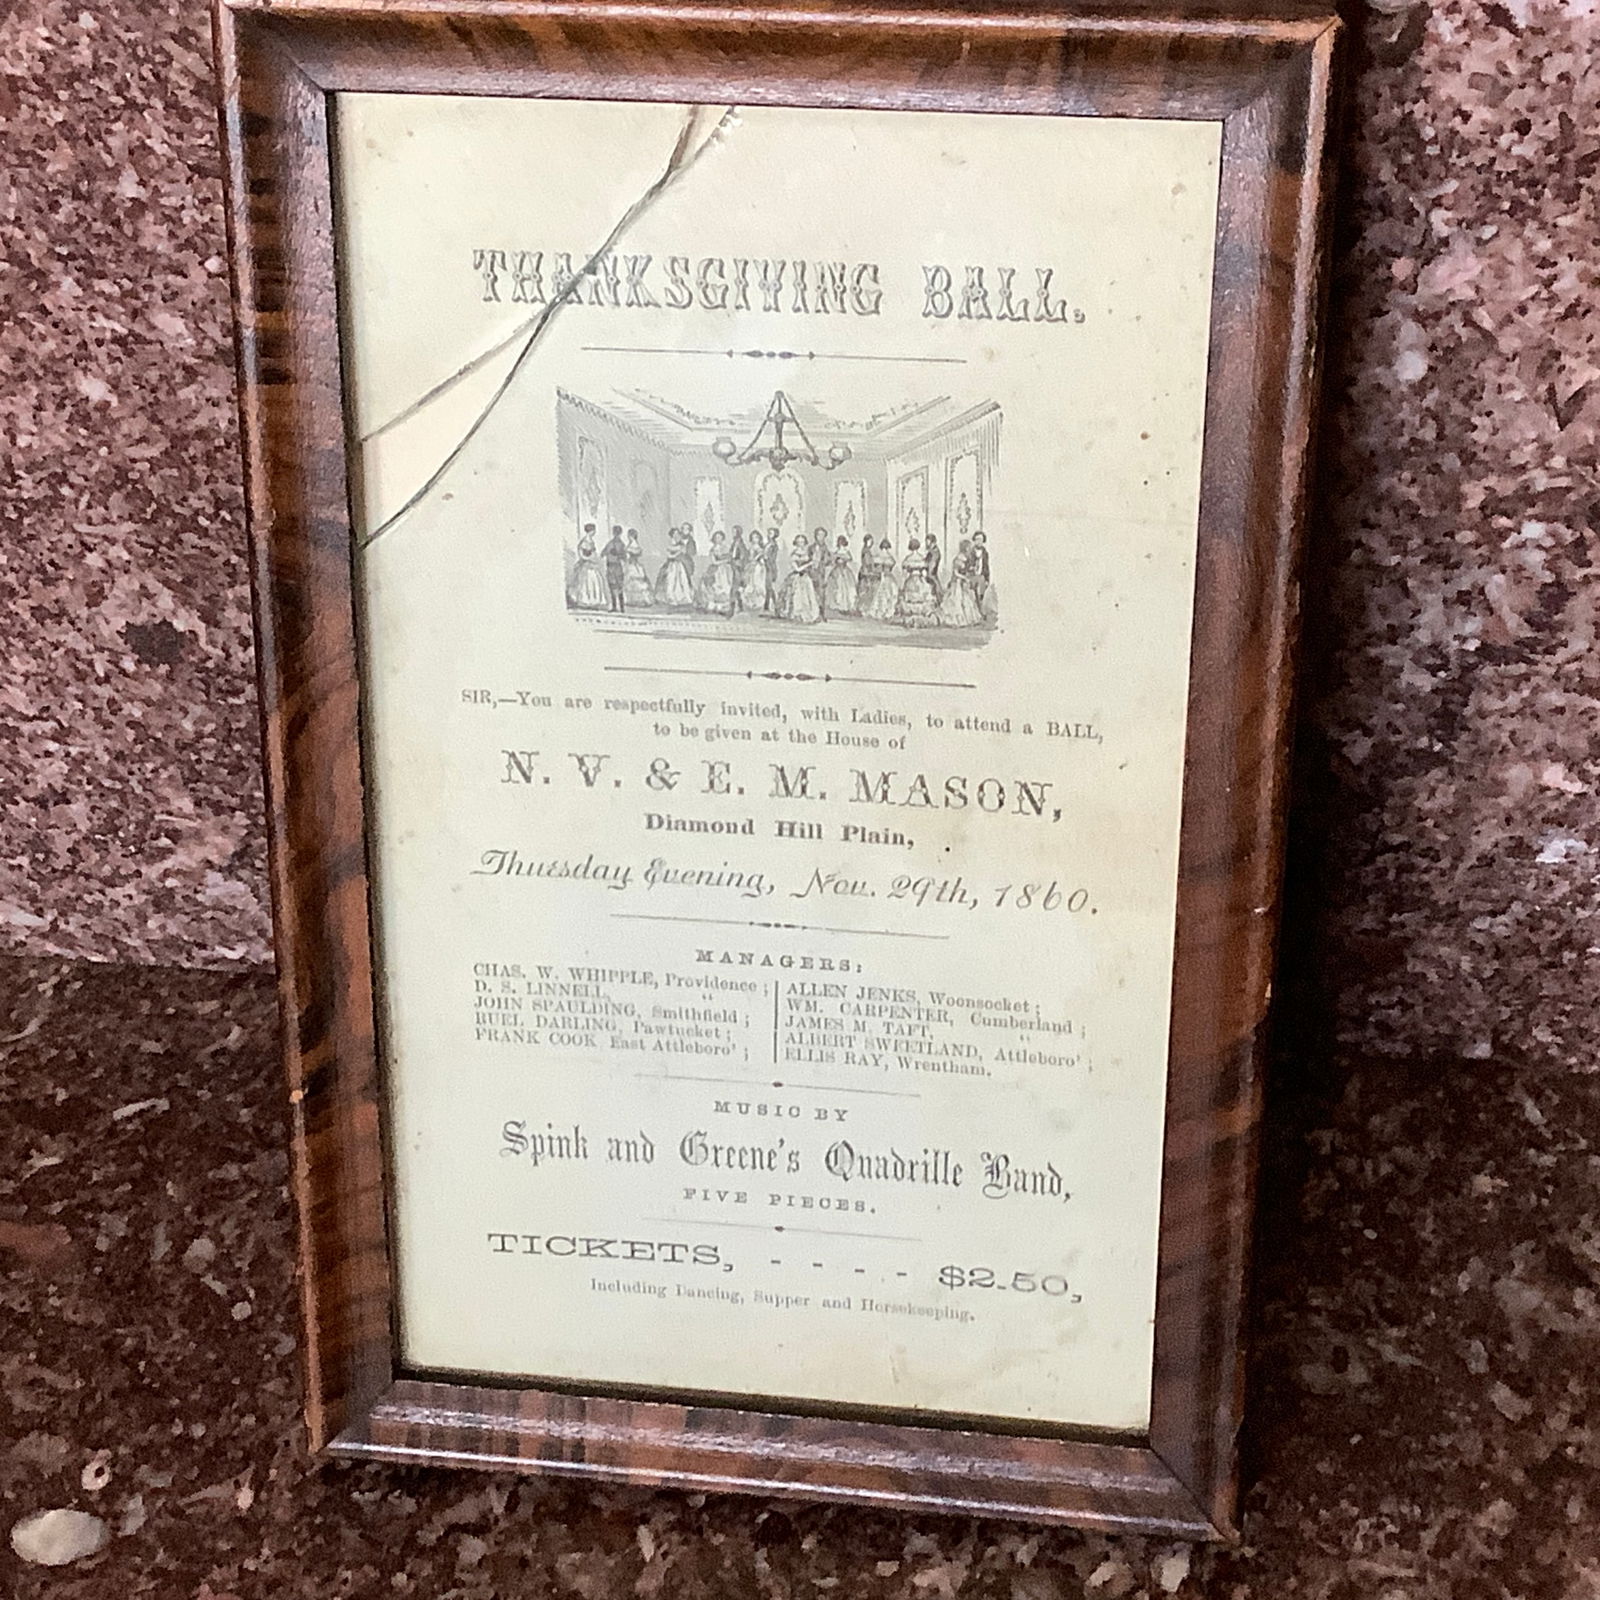 THANKSGIVING BALL.
SIR,—You are respectfully invited, with Ladies, to attend a BALL,
to be given at the House of
N. V. & E. M. MASON,
Diamond Hill Plain,
Thursday Evening, Nov. 29th, 1860.
MANAGERS:
CHAS. W. WHIPPLE, Providence;
D. S. LINNELL, "
JOHN SPAULDING, Smithfield;
RUEL DARLING, Pawtucket;
FRANK COOK East Attleboro';
ALLEN JENKS, Woonsocket;
WM. CARPENTER, Cumberland;
JAMES M. TAFT, "
ALBERT SWEETLAND, Attleboro';
ELLIS RAY, Wrentham.
MUSIC BY
Spink and Greene's Quadrille Band,
FIVE PIECES.
TICKETS, - - - - $2.50,
Including Dancing, Supper and Horsekeeping.